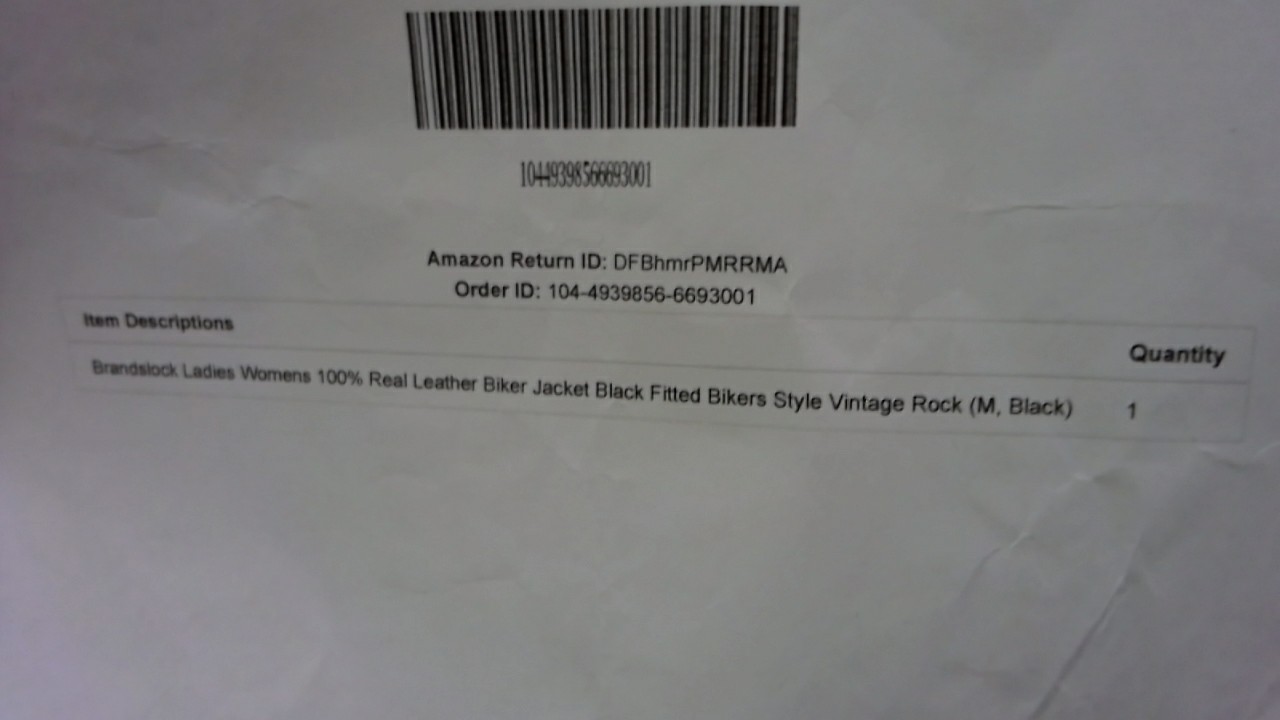 104493985666693001
Amazon Return ID: DFBhmrPMRRMA
Order ID: 104-4939856-6693001
Item Descriptions
Quantity
Brandslock Ladies Womens 100% Real Leather Biker Jacket Black Fitted Bikers Style Vintage Rock (M, Black) 1